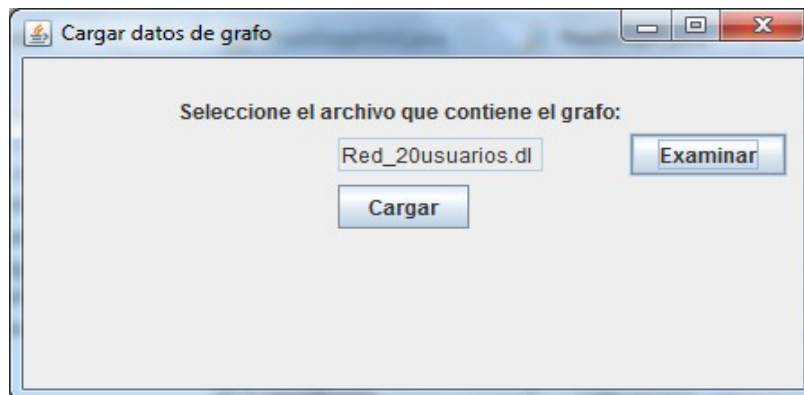 Cargar datos de grafo
Seleccione el archivo que contiene el grafo:
Red_20usuarios.dl
Examinar
Cargar